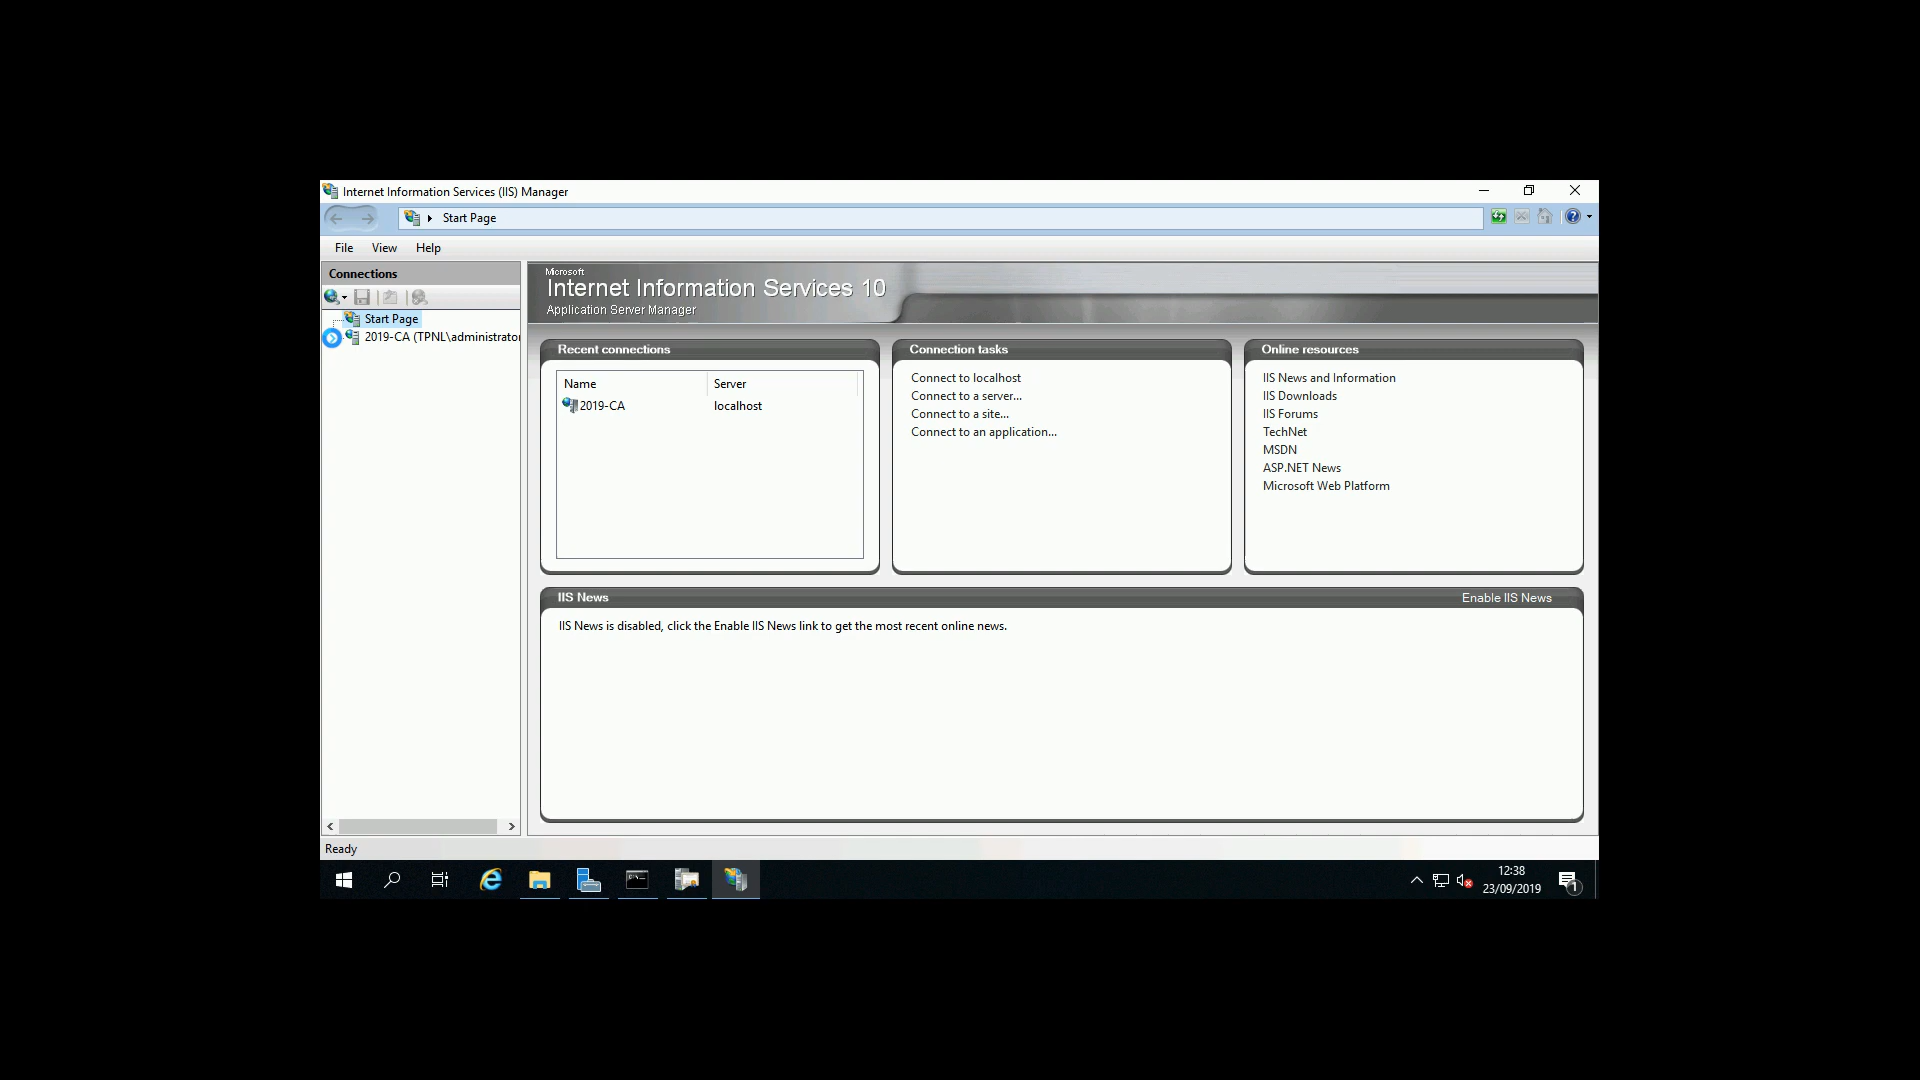 Internet Information Services (IIS) Manager
Start Page
File View Help
Connections
Start Page
2019-CA (TPNL\administrator
Microsoft
Internet Information Services 10
Application Server Manager
Recent connections
Name Server
2019-CA localhost
Connection tasks
Connect to localhost
Connect to a server...
Connect to a site...
Connect to an application...
Online resources
IIS News and Information
IIS Downloads
IIS Forums
TechNet
MSDN
ASP.NET News
Microsoft Web Platform
IIS News Enable IIS News
IIS News is disabled, click the Enable IIS News link to get the most recent online news.
Ready
12:38
23/09/2019
1